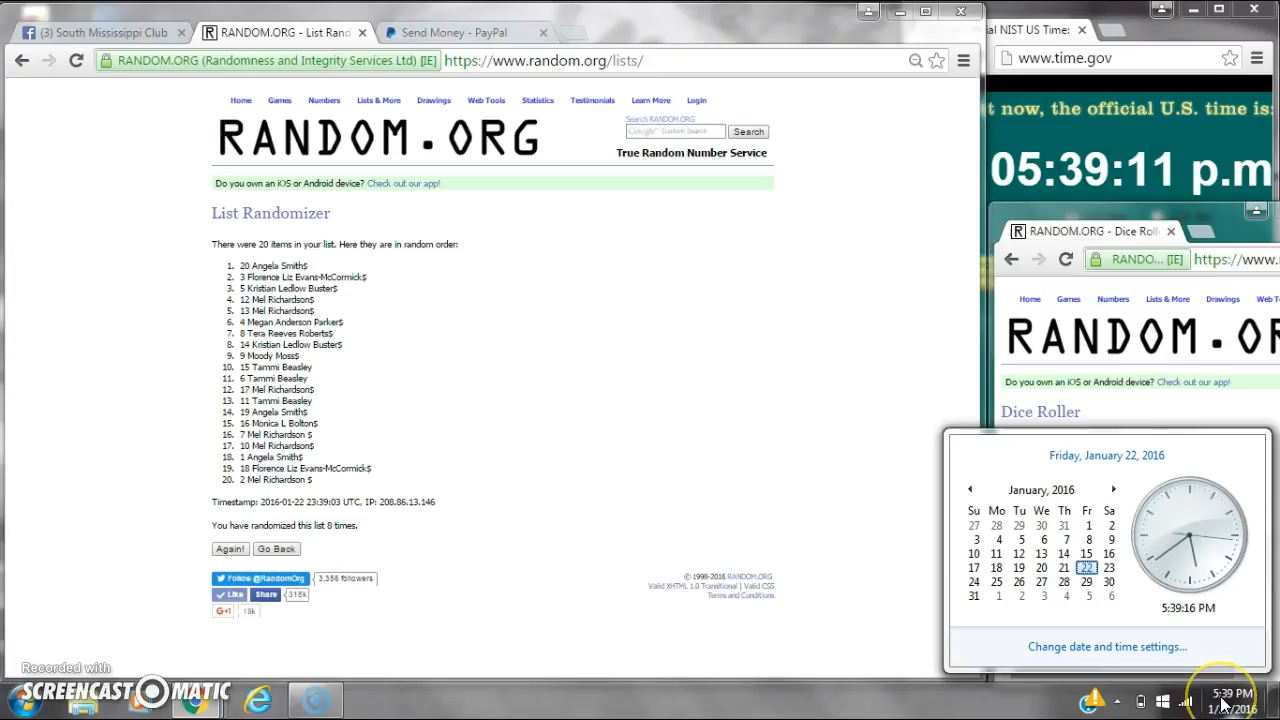 (3) South Mississippi Club
RANDOM.ORG - List Rand
Send Money - PayPal
RANDOM.ORG (Randomness and Integrity Services Ltd) [IE]
https://www.random.org/lists/
Home Games Numbers Lists & More Drawings Web Tools Statistics Testimonials Learn More Login
RANDOM.ORG
Search RANDOM.ORG
Google Custom Search
Search
True Random Number Service
Do you own an iOS or Android device? Check out our app!
List Randomizer
There were 20 items in your list. Here they are in random order:
1. 20 Angela Smith$
2. 3 Florence Liz Evans-McCormick$
3. 5 Kristian Ledlow Buster$
4. 12 Mel Richardson$
5. 13 Mel Richardson$
6. 4 Megan Anderson Parker$
7. 8 Tera Reeves Roberts$
8. 14 Kristian Ledlow Buster$
9. 9 Moody Moss$
10. 15 Tammi Beasley
11. 6 Tammi Beasley
12. 17 Mel Richardson$
13. 11 Tammi Beasley
14. 19 Angela Smith$
15. 16 Monica L Bolton$
16. 7 Mel Richardson $
17. 10 Mel Richardson$
18. 1 Angela Smith$
19. 18 Florence Liz Evans-McCormick$
20. 2 Mel Richardson $
Timestamp: 2016-01-22 23:39:03 UTC, IP: 208.86.13.146
You have randomized this list 8 times.
Again! Go Back
Follow @RandomOrg 3,356 followers
Like Share 318k
G+1 18k
© 1998-2016 RANDOM.ORG
Valid XHTML 1.0 Transitional | Valid CSS
Terms and Conditions
al NIST US Time:
www.time.gov
t now, the official U.S. time is:
05:39:11 p.m
RANDOM.ORG - Dice Roll
RANDO... [IE]
https://www.
Home Games Numbers Lists & More Drawings Web T
RANDOM.OR
Do you own an iOS or Android device? Check out our app!
Dice Roller
Friday, January 22, 2016
January, 2016
Su Mo Tu We Th Fr Sa
27 28 29 30 31 1 2
3 4 5 6 7 8 9
10 11 12 13 14 15 16
17 18 19 20 21 22 23
24 25 26 27 28 29 30
31 1 2 3 4 5 6
5:39:16 PM
Change date and time settings...
Recorded with
SCREENCAST MATIC
5:39 PM